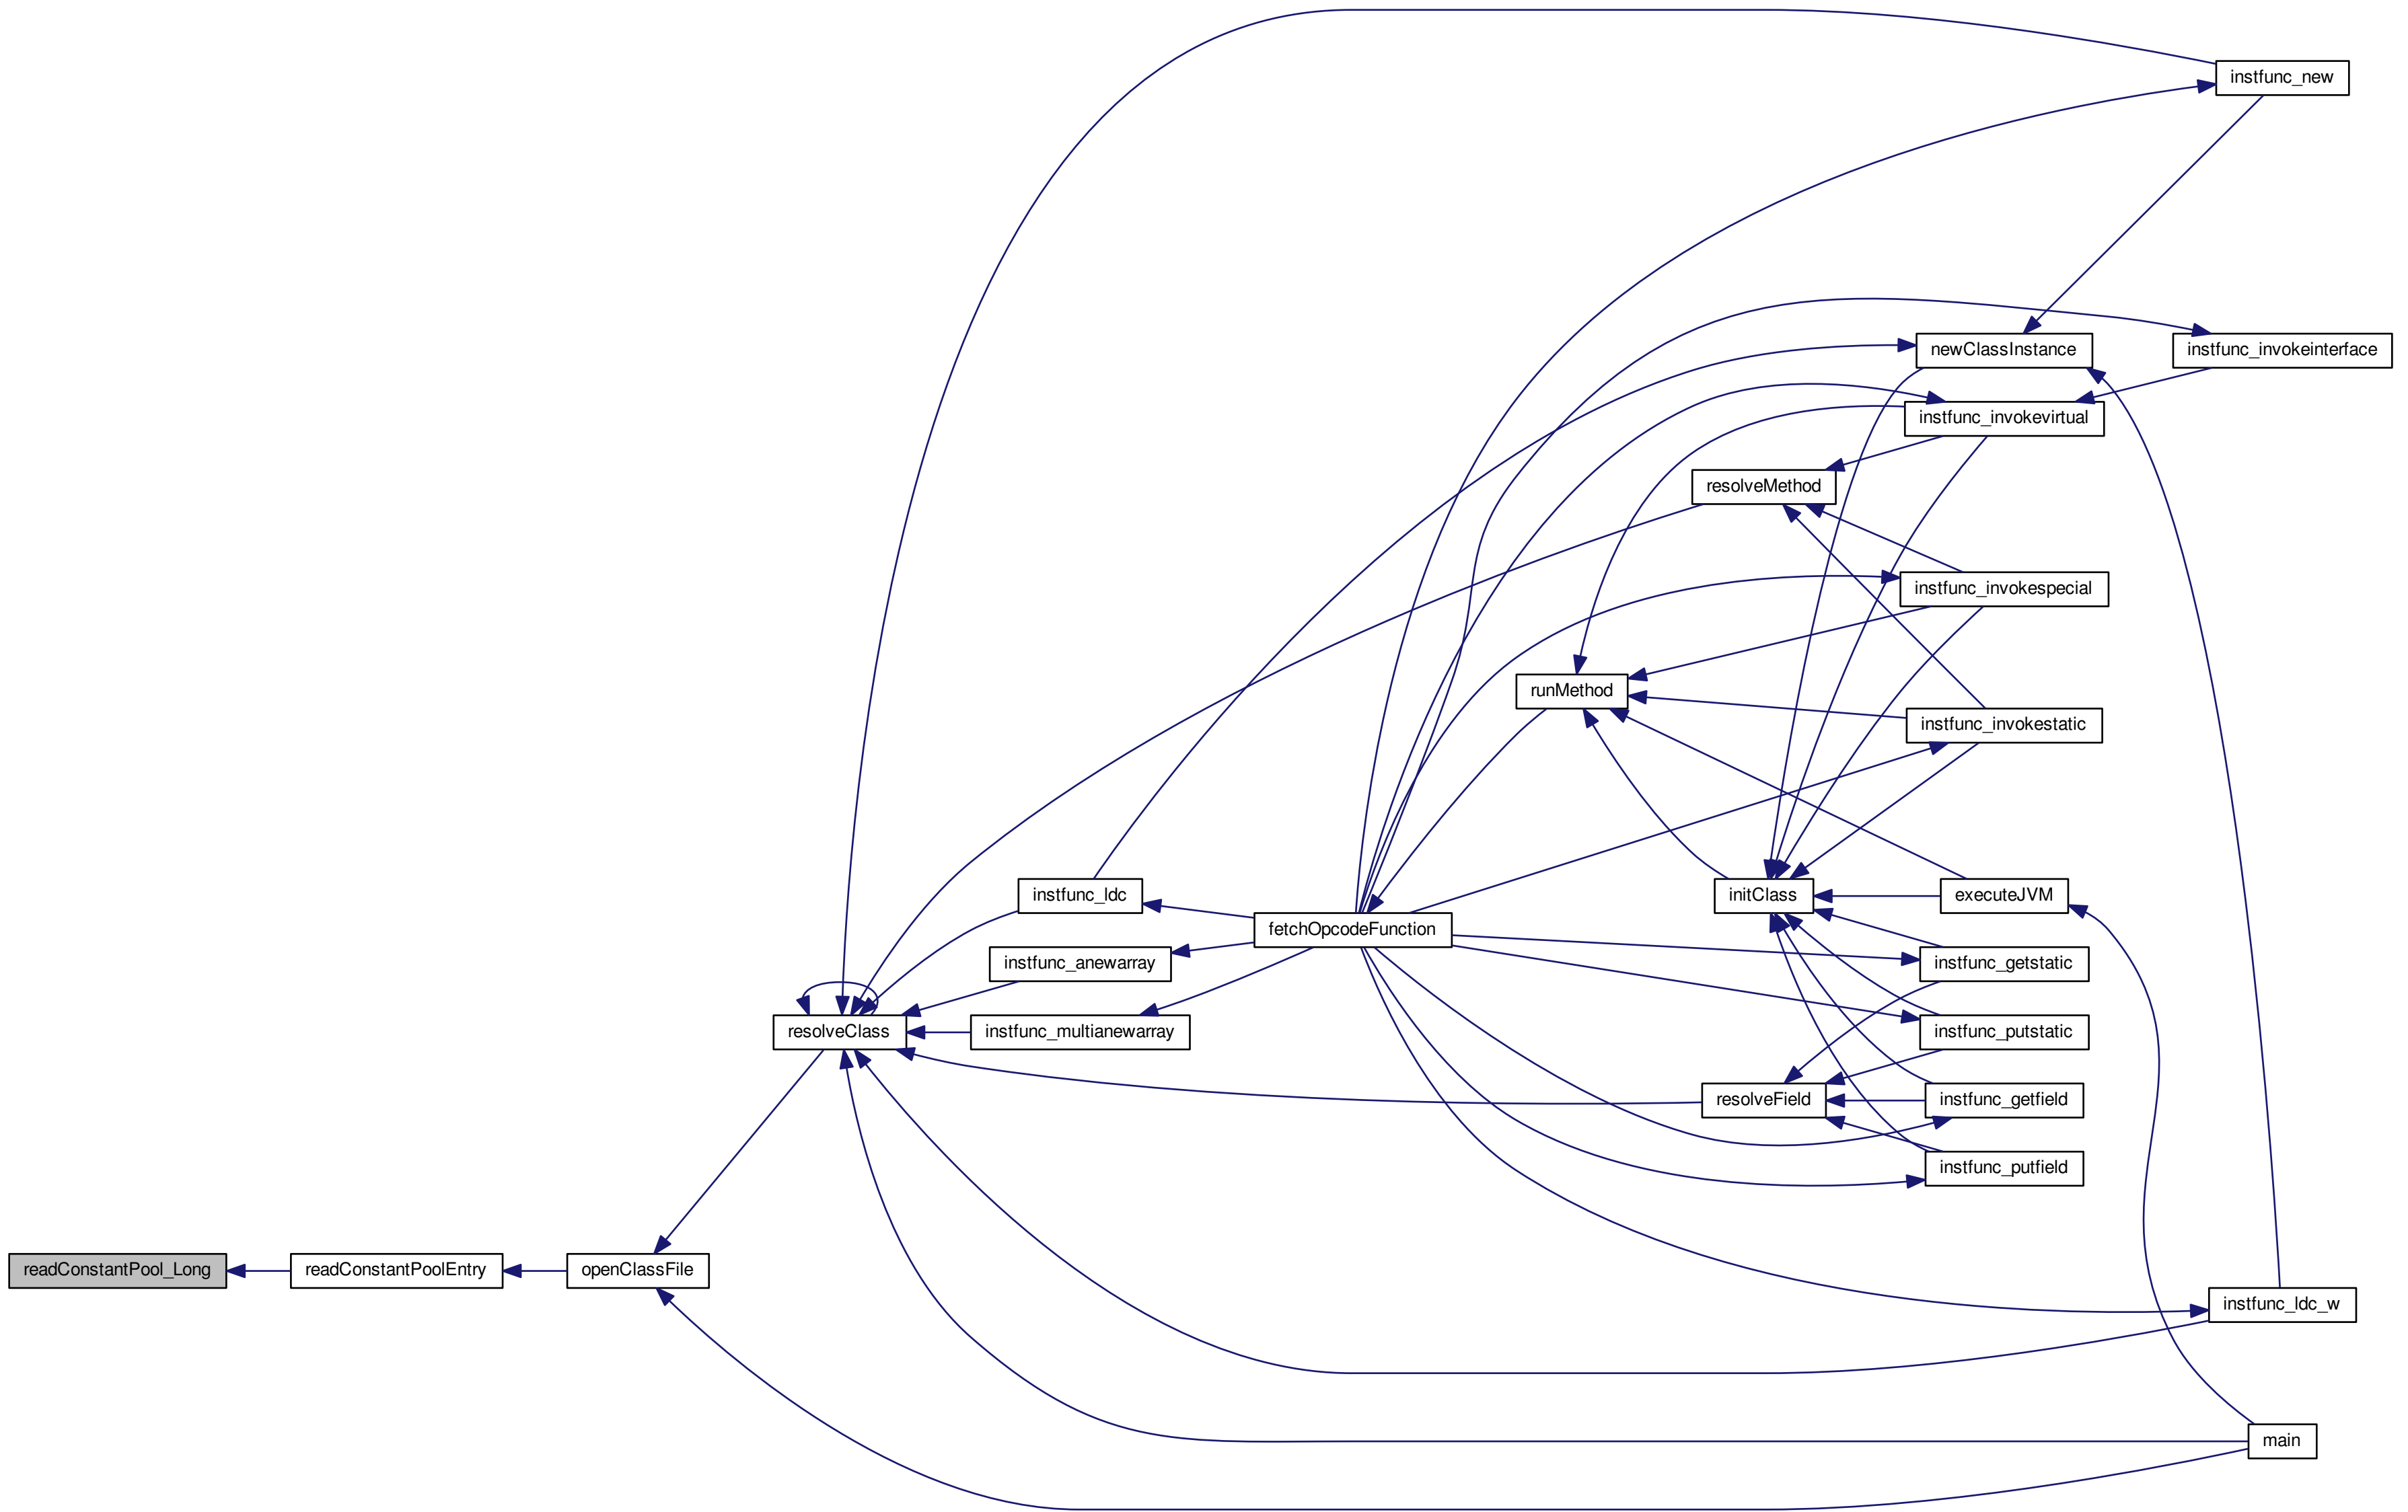 instfunc_new
newClassInstance
instfunc_invokeinterface
instfunc_invokevirtual
resolveMethod
instfunc_invokespecial
runMethod
instfunc_invokestatic
instfunc_ldc
initClass
executeJVM
fetchOpcodeFunction
instfunc_anewarray
instfunc_getstatic
resolveClass
instfunc_multianewarray
instfunc_putstatic
resolveField
instfunc_getfield
instfunc_putfield
readConstantPool_Long
readConstantPoolEntry
openClassFile
instfunc_ldc_w
main